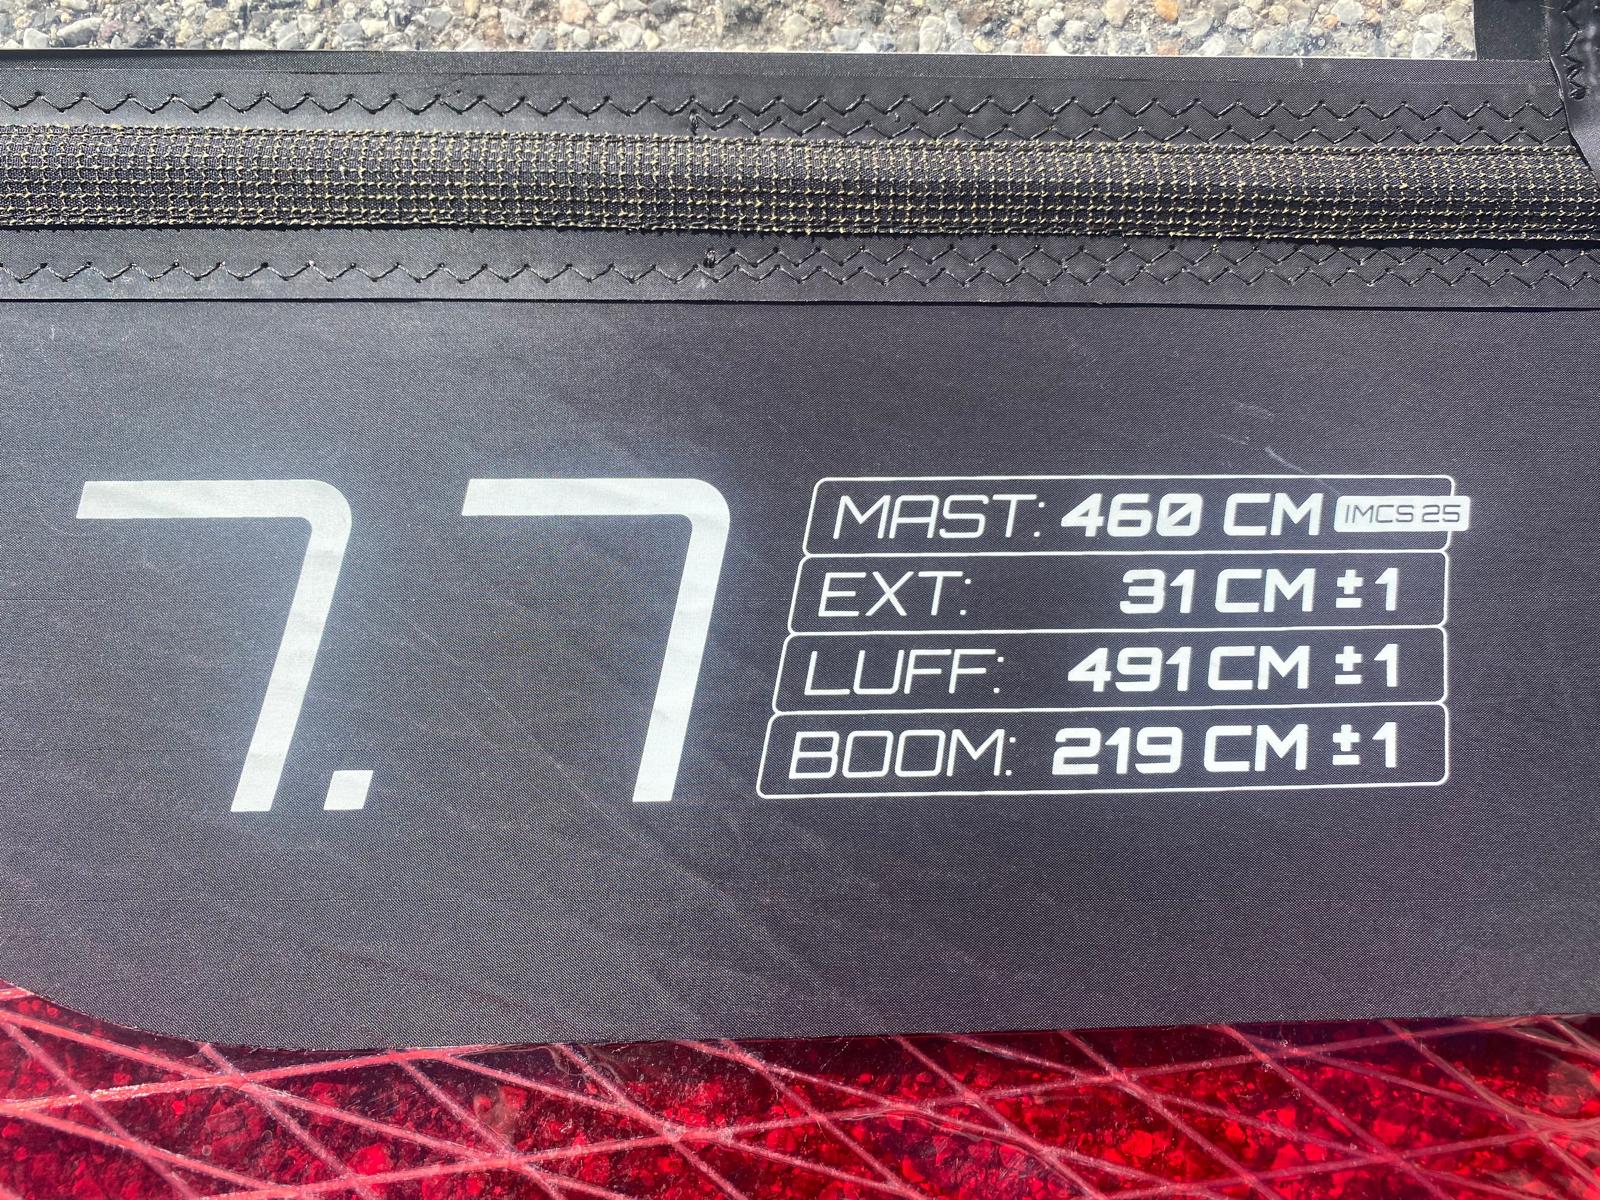 7.7
MAST: 460 CM IMCS 25
EXT: 31 CM ±1
LUFF: 491 CM ±1
BOOM: 219 CM ±1